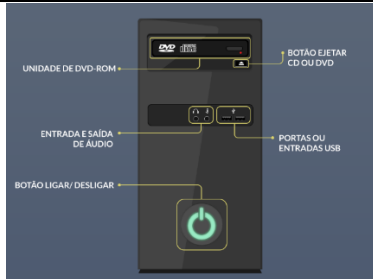 DVD
UNIDADE DE DVD-ROM
BOTÃO EJETAR
CD OU DVD
ENTRADA E SAÍDA
DE ÁUDIO
PORTAS OU
ENTRADAS USB
BOTÃO LIGAR/ DESLIGAR